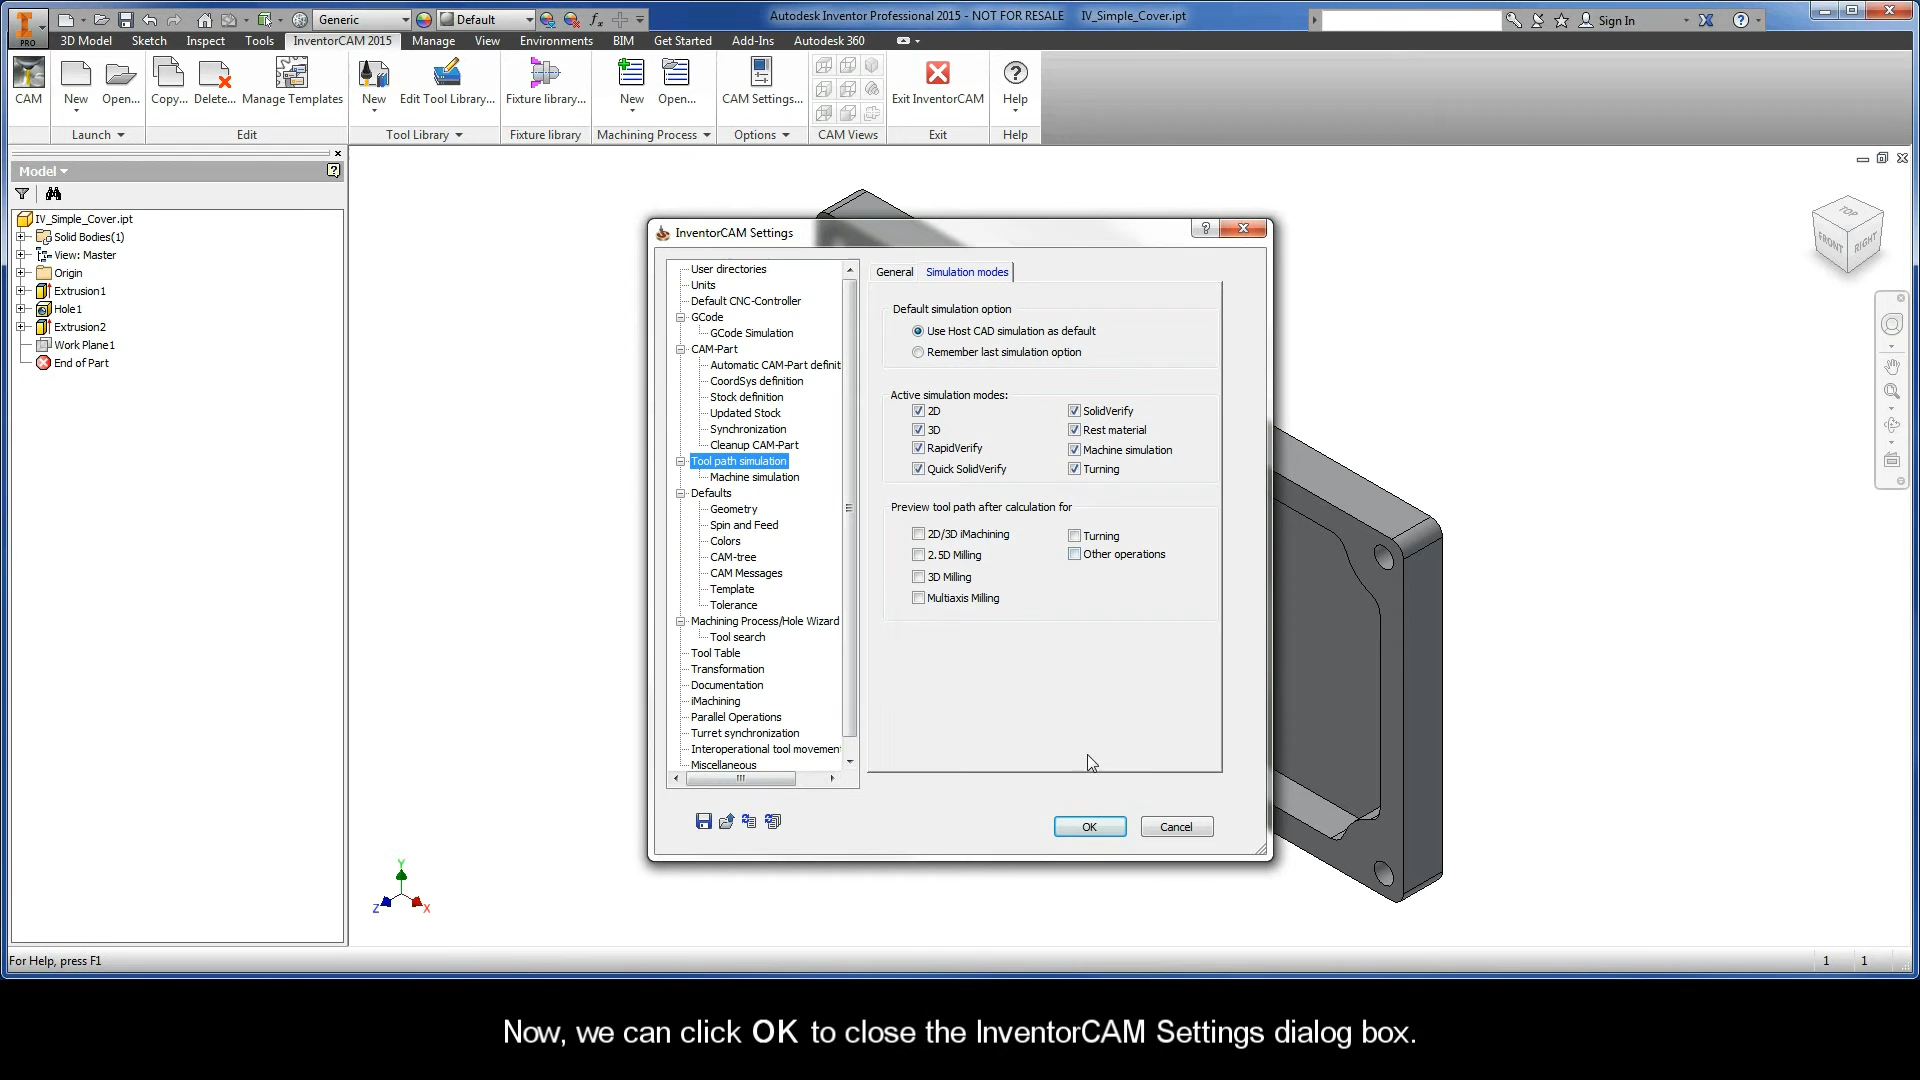 Autodesk Inventor Professional 2015 - NOT FOR RESALE IV_Simple_Cover.ipt
Generic
Default
Sign In
PRO
3D Model Sketch Inspect Tools InventorCAM 2015 Manage View Environments BIM Get Started Add-Ins Autodesk 360
CAM New Open... Copy... Delete... Manage Templates New Edit Tool Library... Fixture library... New Open... CAM Settings... Exit InventorCAM Help
Launch Edit Tool Library Fixture library Machining Process Options CAM Views Exit Help
Model
IV_Simple_Cover.ipt
Solid Bodies(1)
View: Master
Origin
Extrusion1
Hole1
Extrusion2
Work Plane1
End of Part
TOP
FRONT
RIGHT
InventorCAM Settings
User directories
Units
Default CNC-Controller
GCode
GCode Simulation
CAM-Part
Automatic CAM-Part definit
CoordSys definition
Stock definition
Updated Stock
Synchronization
Cleanup CAM-Part
Tool path simulation
Machine simulation
Defaults
Geometry
Spin and Feed
Colors
CAM-tree
CAM Messages
Template
Tolerance
Machining Process/Hole Wizard
Tool search
Tool Table
Transformation
Documentation
iMachining
Parallel Operations
Turret synchronization
Interoperational tool movement
Miscellaneous
General Simulation modes
Default simulation option
Use Host CAD simulation as default
Remember last simulation option
Active simulation modes:
2D SolidVerify
3D Rest material
RapidVerify Machine simulation
Quick SolidVerify Turning
Preview tool path after calculation for
2D/3D iMachining Turning
2.5D Milling Other operations
3D Milling
Multiaxis Milling
OK Cancel
Y
Z X
For Help, press F1
1 1
Now, we can click OK to close the InventorCAM Settings dialog box.